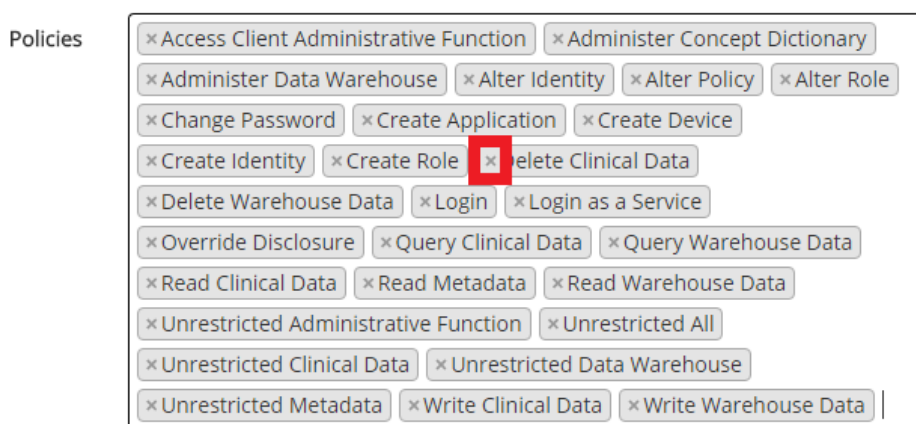 Policies
×Access Client Administrative Function ×Administer Concept Dictionary
×Administer Data Warehouse ×Alter Identity ×Alter Policy ×Alter Role
×Change Password ×Create Application ×Create Device
×Create Identity ×Create Role ×Delete Clinical Data
×Delete Warehouse Data ×Login ×Login as a Service
×Override Disclosure ×Query Clinical Data ×Query Warehouse Data
×Read Clinical Data ×Read Metadata ×Read Warehouse Data
×Unrestricted Administrative Function ×Unrestricted All
×Unrestricted Clinical Data ×Unrestricted Data Warehouse
×Unrestricted Metadata ×Write Clinical Data ×Write Warehouse Data